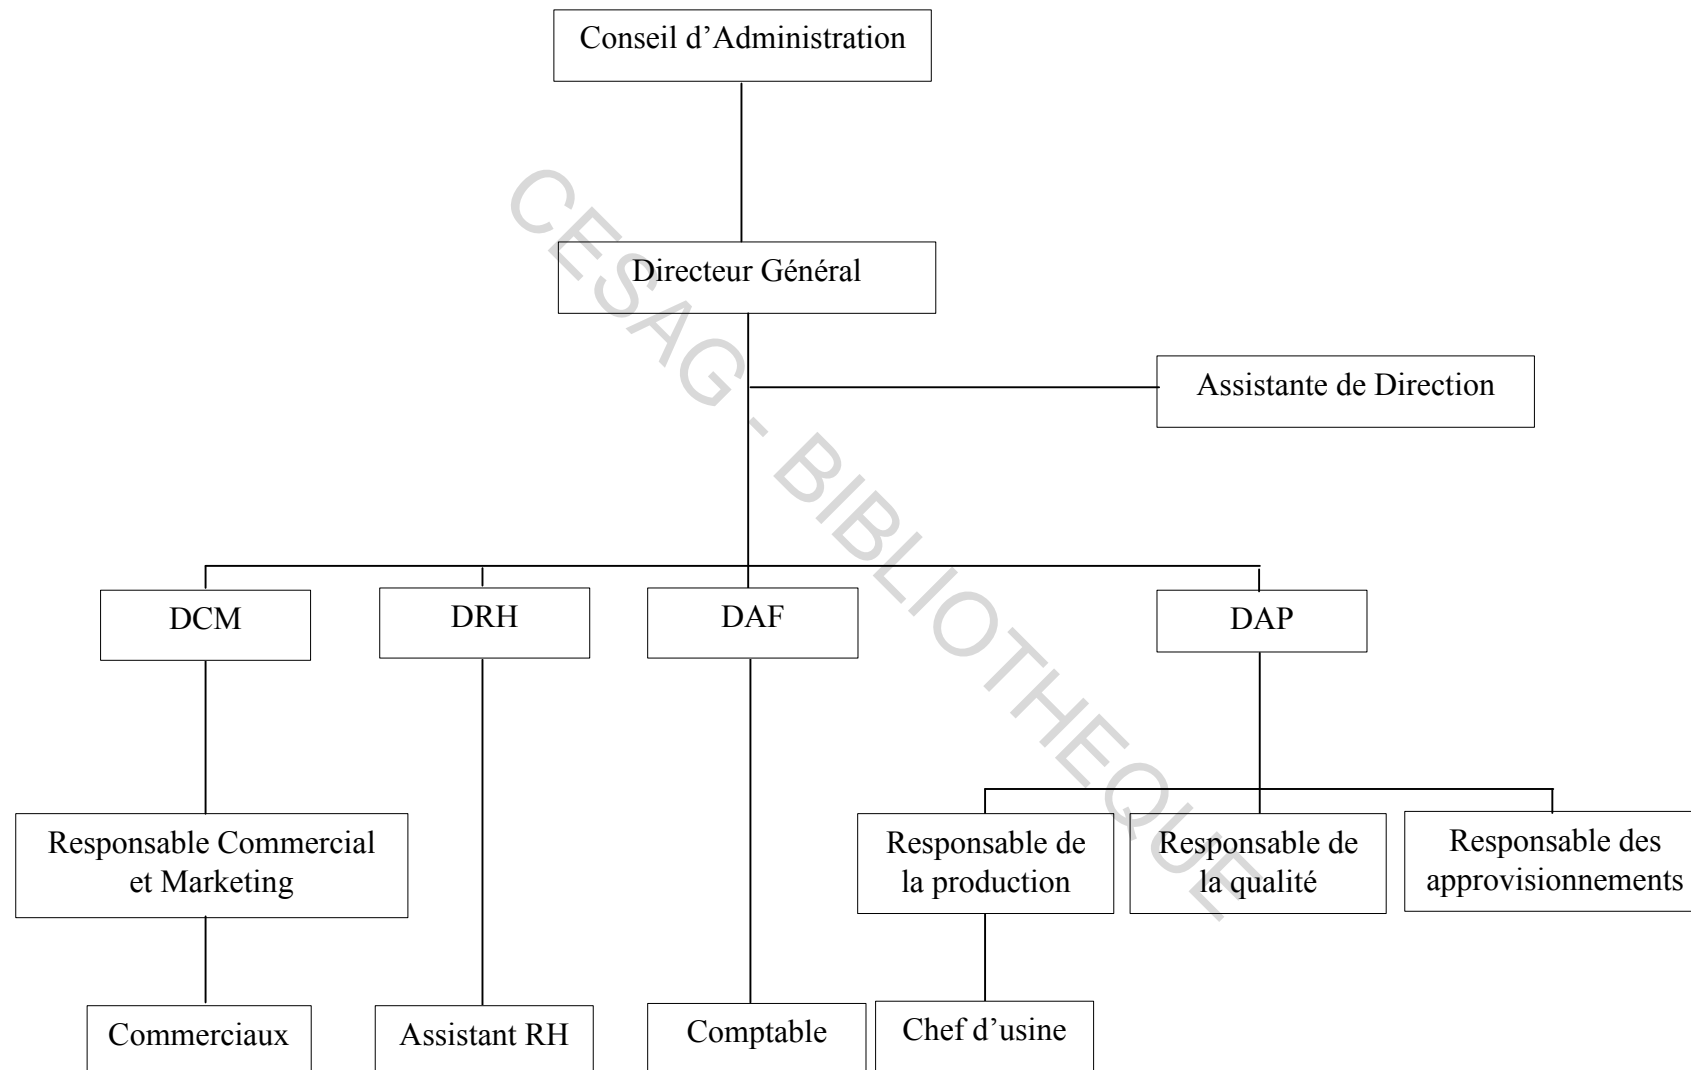 Conseil d’Administration
Directeur Général
Assistante de Direction
DCM
DRH
DAF
DAP
Responsable Commercial
et Marketing
Responsable de
la production
Responsable de
la qualité
Responsable des
approvisionnements
Commerciaux
Assistant RH
Comptable
Chef d’usine
CESAG - BIBLIOTHEQUE